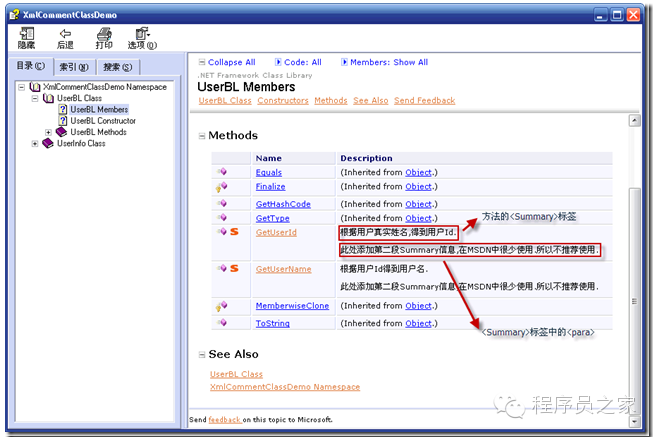 XmlCommentClassDemo
隐藏 后退 打印 选项(O)
目录(C) 索引(N) 搜索(S)
XmlCommentClassDemo Namespace
UserBL Class
UserBL Members
UserBL Constructor
UserBL Methods
UserInfo Class
Collapse All Code: All Members: Show All
.NET Framework Class Library
UserBL Members
UserBL Class Constructors Methods See Also Send Feedback
Methods
Name Description
Equals (Inherited from Object.)
Finalize (Inherited from Object.)
GetHashCode (Inherited from Object.)
GetType (Inherited from Object.)
GetUserId 根据用户真实姓名,得到用户Id.
此处添加第二段Summary信息,在MSDN中很少使用.所以不推荐使用.
GetUserName 根据用户Id得到用户名.
此处添加第二段Summary信息,在MSDN中很少使用.所以不推荐使用.
MemberwiseClone (Inherited from Object.)
ToString (Inherited from Object.)
方法的<Summary>标签
<Summary>标签中的<para>
See Also
UserBL Class
XmlCommentClassDemo Namespace
Send feedback on this topic to Microsoft.
程序员之家